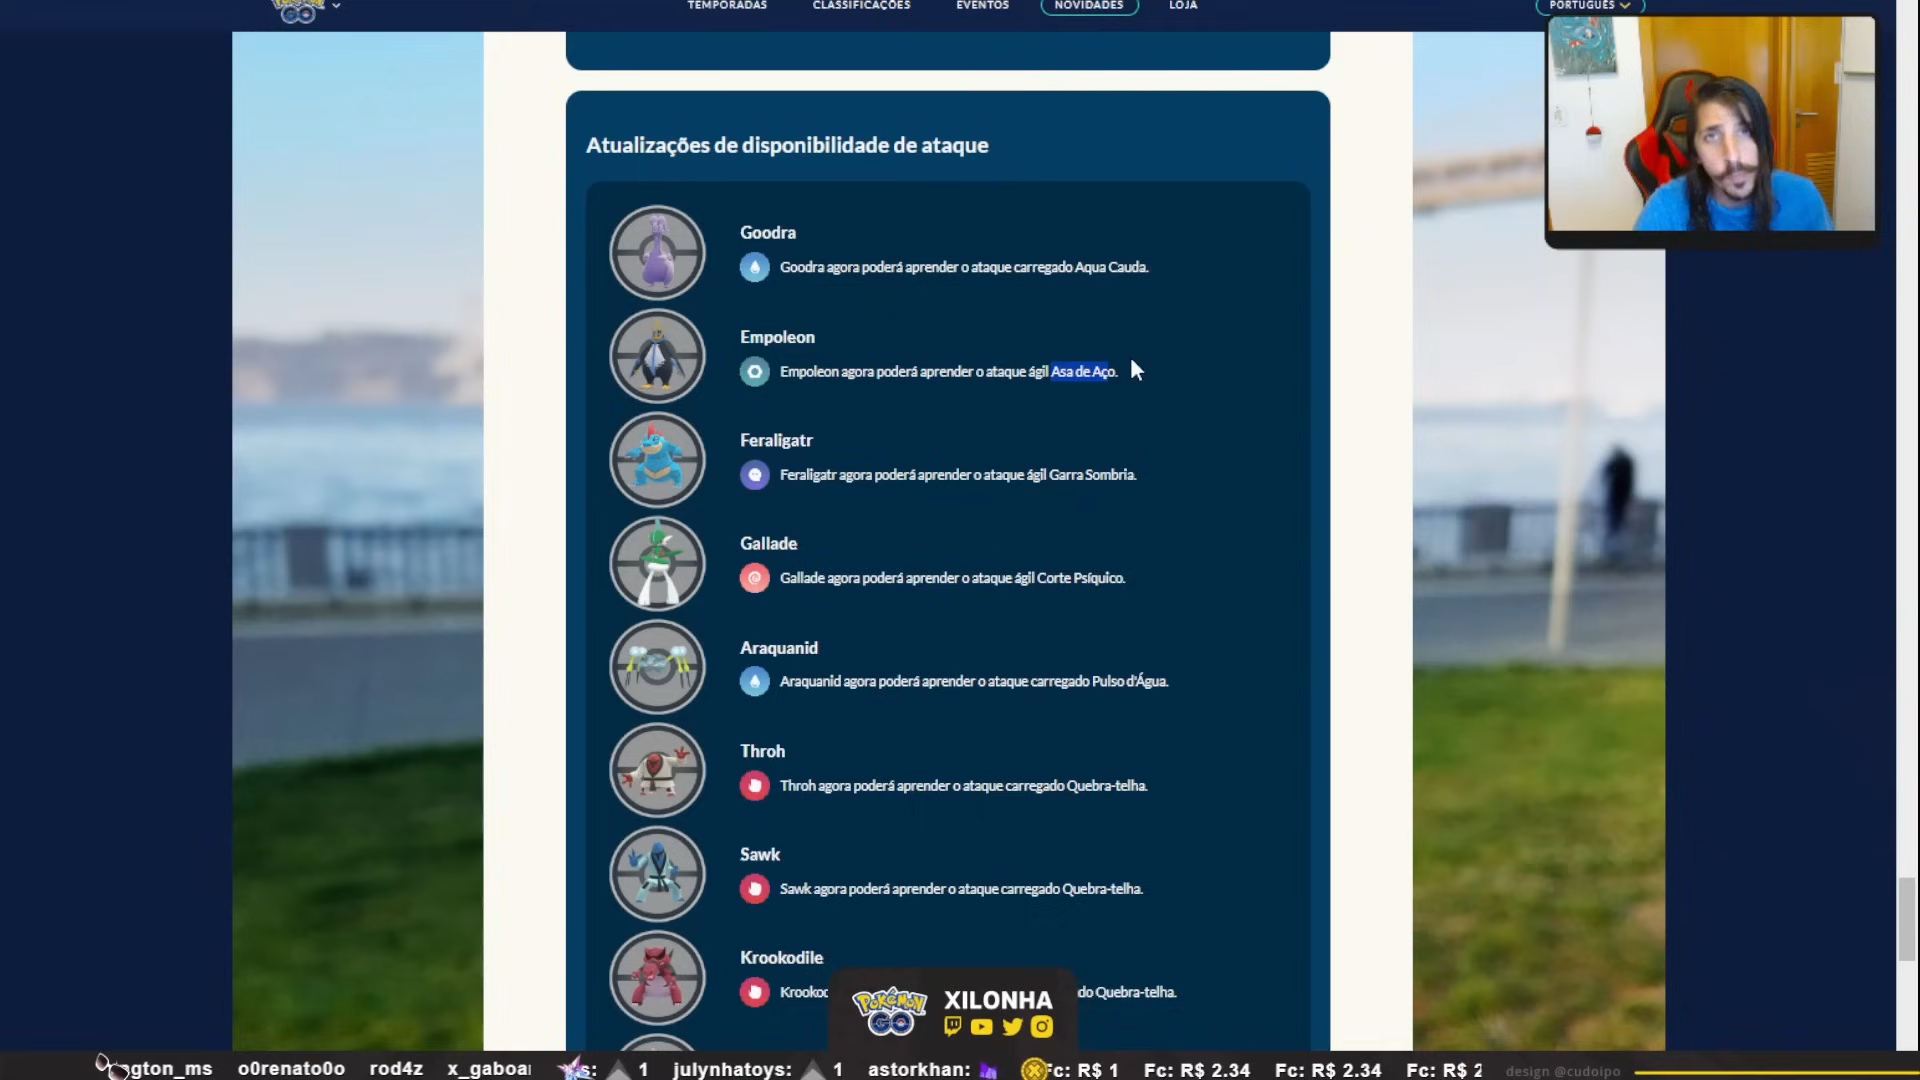 TEMPORADAS CLASSIFICAÇÕES EVENTOS NOVIDADES LOJA PORTUGUÊS
Atualizações de disponibilidade de ataque
Goodra
Goodra agora poderá aprender o ataque carregado Aqua Cauda.
Empoleon
Empoleon agora poderá aprender o ataque ágil Asa de Aço.
Feraligatr
Feraligatr agora poderá aprender o ataque ágil Garra Sombria.
Gallade
Gallade agora poderá aprender o ataque ágil Corte Psíquico.
Araquanid
Araquanid agora poderá aprender o ataque carregado Pulso d'Água.
Throh
Throh agora poderá aprender o ataque carregado Quebra-telha.
Sawk
Sawk agora poderá aprender o ataque carregado Quebra-telha.
Krookodile
Krookoc do Quebra-telha.
POKÉMON GO
XILONHA
gton_ms o0renato0o rod4z x_gaboa s: 1 julynhatoys: 1 astorkhan: Fc: R$ 1 Fc: R$ 2.34 Fc: R$ 2.34 Fc: R$ 2
design @cudoipo